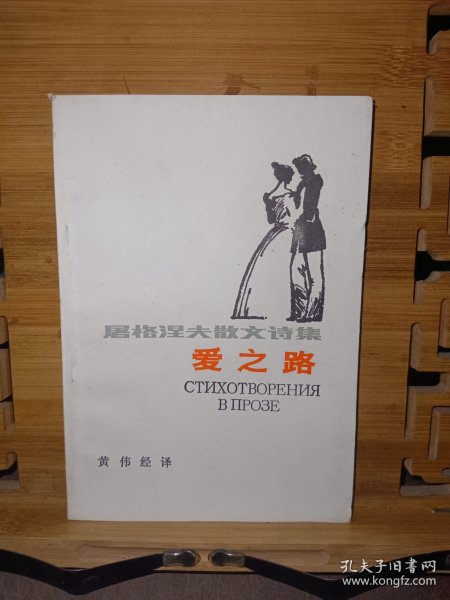 屠格涅夫散文诗集
爱之路
СТИХОТВОРЕНИЯ
В ПРОЗЕ
黄伟经译
孔夫子旧书网
www.kongfz.com